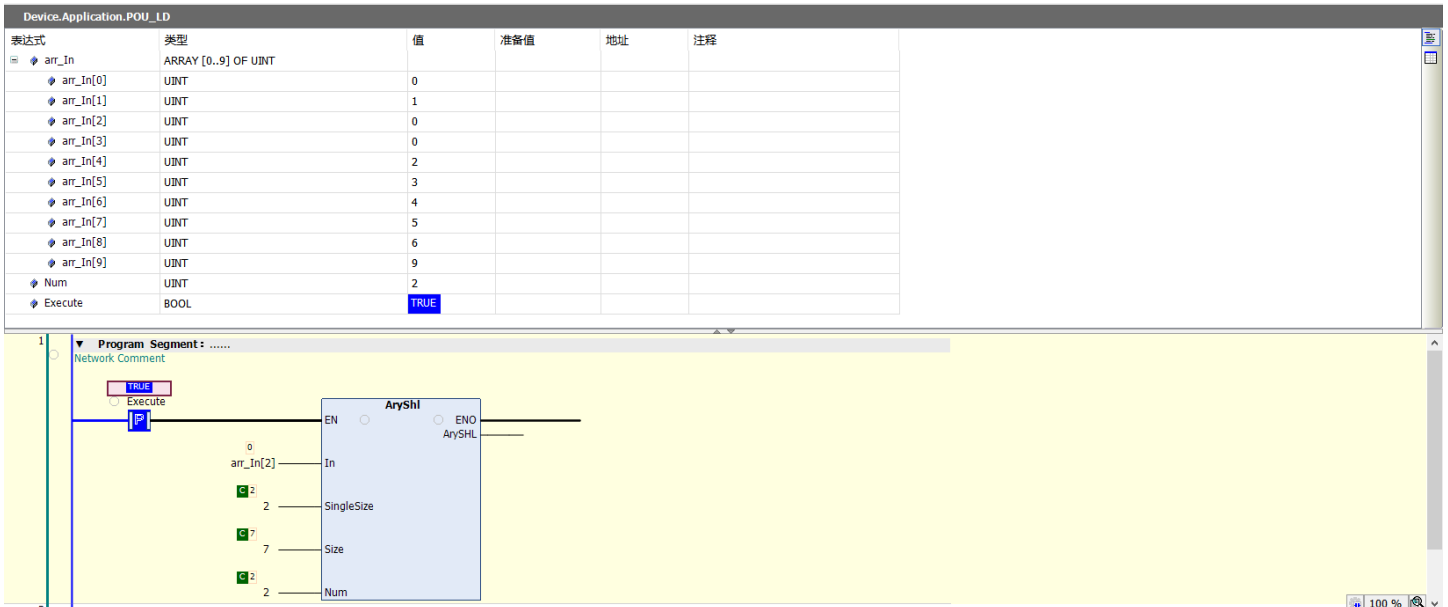 Device.Application.POU_LD
表达式 类型 值 准备值 地址 注释
arr_In ARRAY [0..9] OF UINT
arr_In[0] UINT 0
arr_In[1] UINT 1
arr_In[2] UINT 0
arr_In[3] UINT 0
arr_In[4] UINT 2
arr_In[5] UINT 3
arr_In[6] UINT 4
arr_In[7] UINT 5
arr_In[8] UINT 6
arr_In[9] UINT 9
Num UINT 2
Execute BOOL TRUE
1 Program Segment: ......
Network Comment
TRUE
Execute
P
AryShl
EN ENO
ArySHL
0
arr_In[2] In
C 2
2 SingleSize
C 7
7 Size
C 2
2 Num
100 %